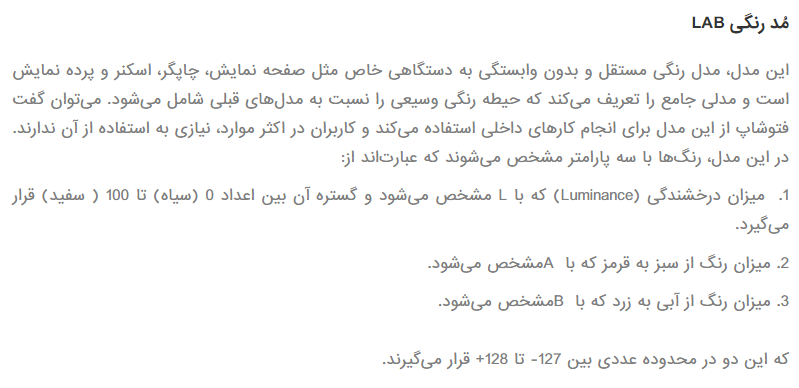 مُد رنگی LAB
این مدل، مدل رنگی مستقل و بدون وابستگی به دستگاهی خاص مثل صفحه نمایش، چاپگر، اسکنر و پرده نمایش
است و مدلی جامع را تعریف می‌کند که حیطه رنگی وسیعی را نسبت به مدل‌های قبلی شامل می‌شود. می‌توان گفت
فتوشاپ از این مدل برای انجام کارهای داخلی استفاده می‌کند و کاربران در اکثر موارد، نیازی به استفاده از آن ندارند.
در این مدل، رنگ‌ها با سه پارامتر مشخص می‌شوند که عبارت‌اند از:
1. میزان درخشندگی (Luminance) که با L مشخص می‌شود و گستره آن بین اعداد 0 (سیاه) تا 100 ( سفید) قرار
می‌گیرد.
2. میزان رنگ از سبز به قرمز که با Aمشخص می‌شود.
3. میزان رنگ از آبی به زرد که با Bمشخص می‌شود.
که این دو در محدوده عددی بین 127- تا 128+ قرار می‌گیرند.